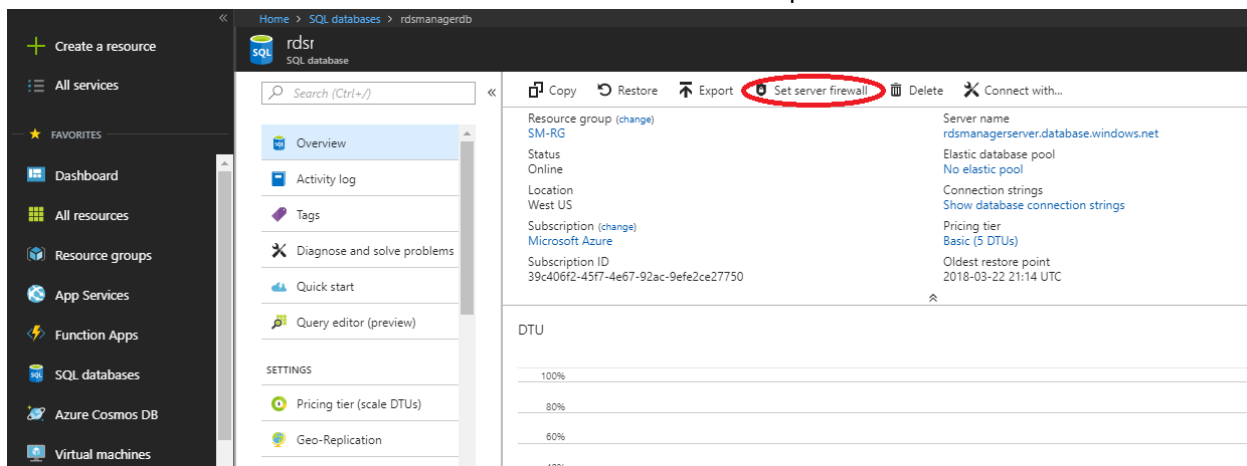 «
Home > SQL databases > rdsmanagerdb
Create a resource
All services
FAVORITES
Dashboard
All resources
Resource groups
App Services
Function Apps
SQL databases
Azure Cosmos DB
Virtual machines
SQL
rdsr
SQL database
Search (Ctrl+/)
«
Overview
Activity log
Tags
Diagnose and solve problems
Quick start
Query editor (preview)
SETTINGS
Pricing tier (scale DTUs)
Geo-Replication
Copy Restore Export Set server firewall Delete Connect with...
Resource group (change)
SM-RG
Status
Online
Location
West US
Subscription (change)
Microsoft Azure
Subscription ID
39c406f2-45f7-4e67-92ac-9efe2ce27750
Server name
rdsmanagerserver.database.windows.net
Elastic database pool
No elastic pool
Connection strings
Show database connection strings
Pricing tier
Basic (5 DTUs)
Oldest restore point
2018-03-22 21:14 UTC
DTU
100%
80%
60%